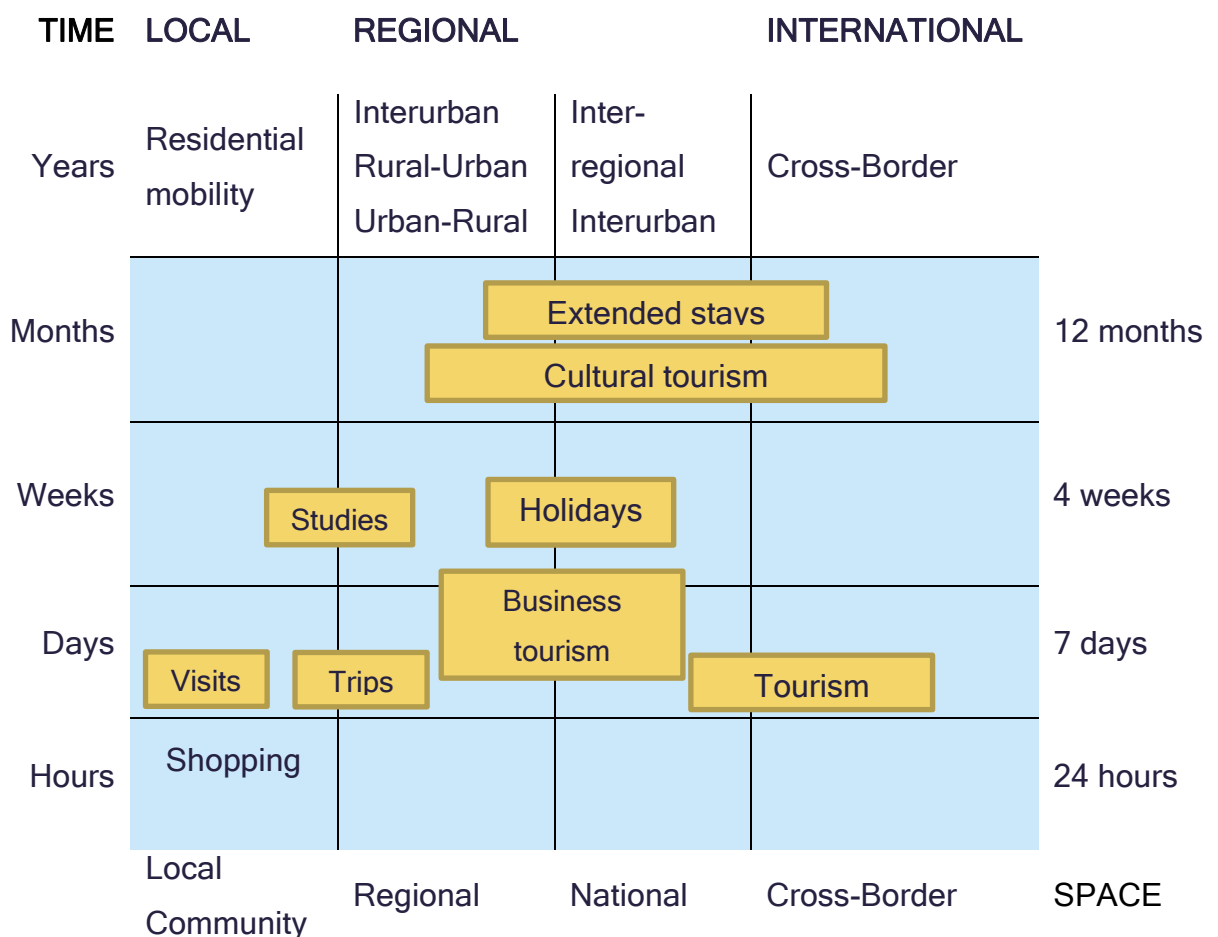 TIME LOCAL REGIONAL INTERNATIONAL
Years
Residential
mobility
Interurban
Rural-Urban
Urban-Rural
Inter-
regional
Interurban
Cross-Border
Months
Extended stays
Cultural tourism
12 months
Weeks
Studies
Holidays
4 weeks
Days
Visits
Trips
Business
tourism
Tourism
7 days
Hours
Shopping
24 hours
Local
Community
Regional
National
Cross-Border
SPACE